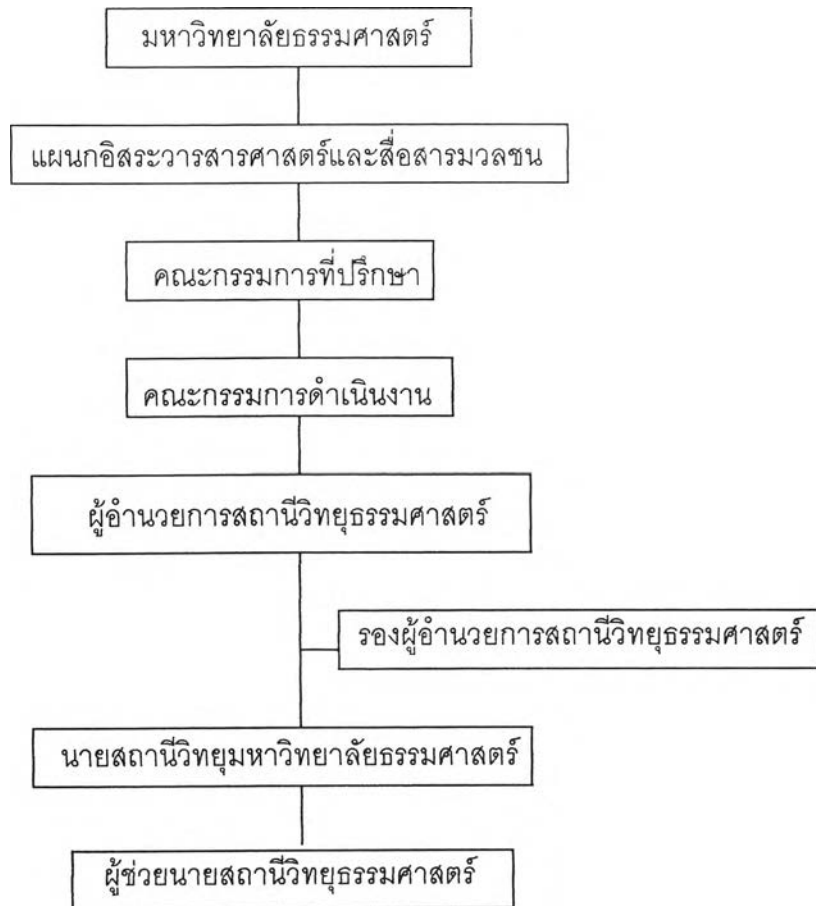 มหาวิทยาลัยธรรมศาสตร์
แผนกอิสระวารสารศาสตร์และสื่อสารมวลชน
คณะกรรมการที่ปรึกษา
คณะกรรมการดำเนินงาน
ผู้อำนวยการสถานีวิทยุธรรมศาสตร์
รองผู้อำนวยการสถานีวิทยุธรรมศาสตร์
นายสถานีวิทยุมหาวิทยาลัยธรรมศาสตร์
ผู้ช่วยนายสถานีวิทยุธรรมศาสตร์